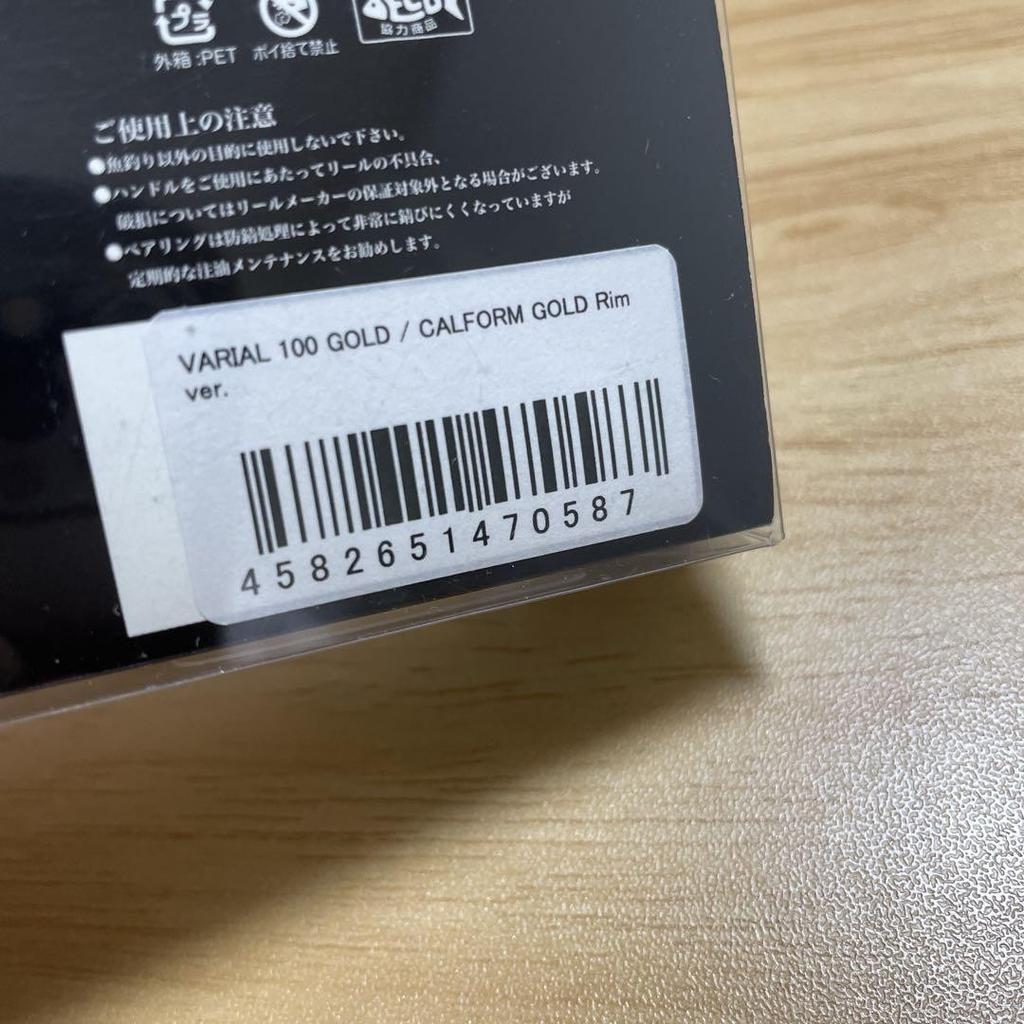 プラ
外箱:PET ポイ捨て禁止
ECO
協力商品
ご使用上の注意
●魚釣り以外の目的に使用しないで下さい。
●ハンドルをご使用にあたってリールの不具合、
破損についてはリールメーカーの保証対象外となる場合がございます。
●ベアリングは防錆処理によって非常に錆びにくくなっていますが
定期的な注油メンテナンスをお勧めします。
VARIAL 100 GOLD / CALFORM GOLD Rim
ver.
4582651470587